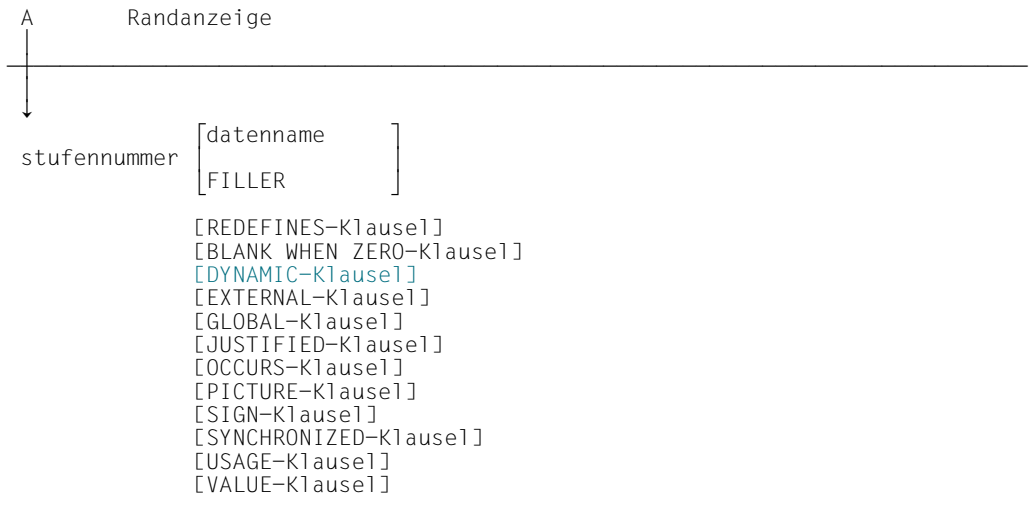 A Randanzeige
datenname
stufennummer
FILLER
[REDEFINES-Klausel]
[BLANK WHEN ZERO-Klausel]
[DYNAMIC-Klausel]
[EXTERNAL-Klausel]
[GLOBAL-Klausel]
[JUSTIFIED-Klausel]
[OCCURS-Klausel]
[PICTURE-Klausel]
[SIGN-Klausel]
[SYNCHRONIZED-Klausel]
[USAGE-Klausel]
[VALUE-Klausel]